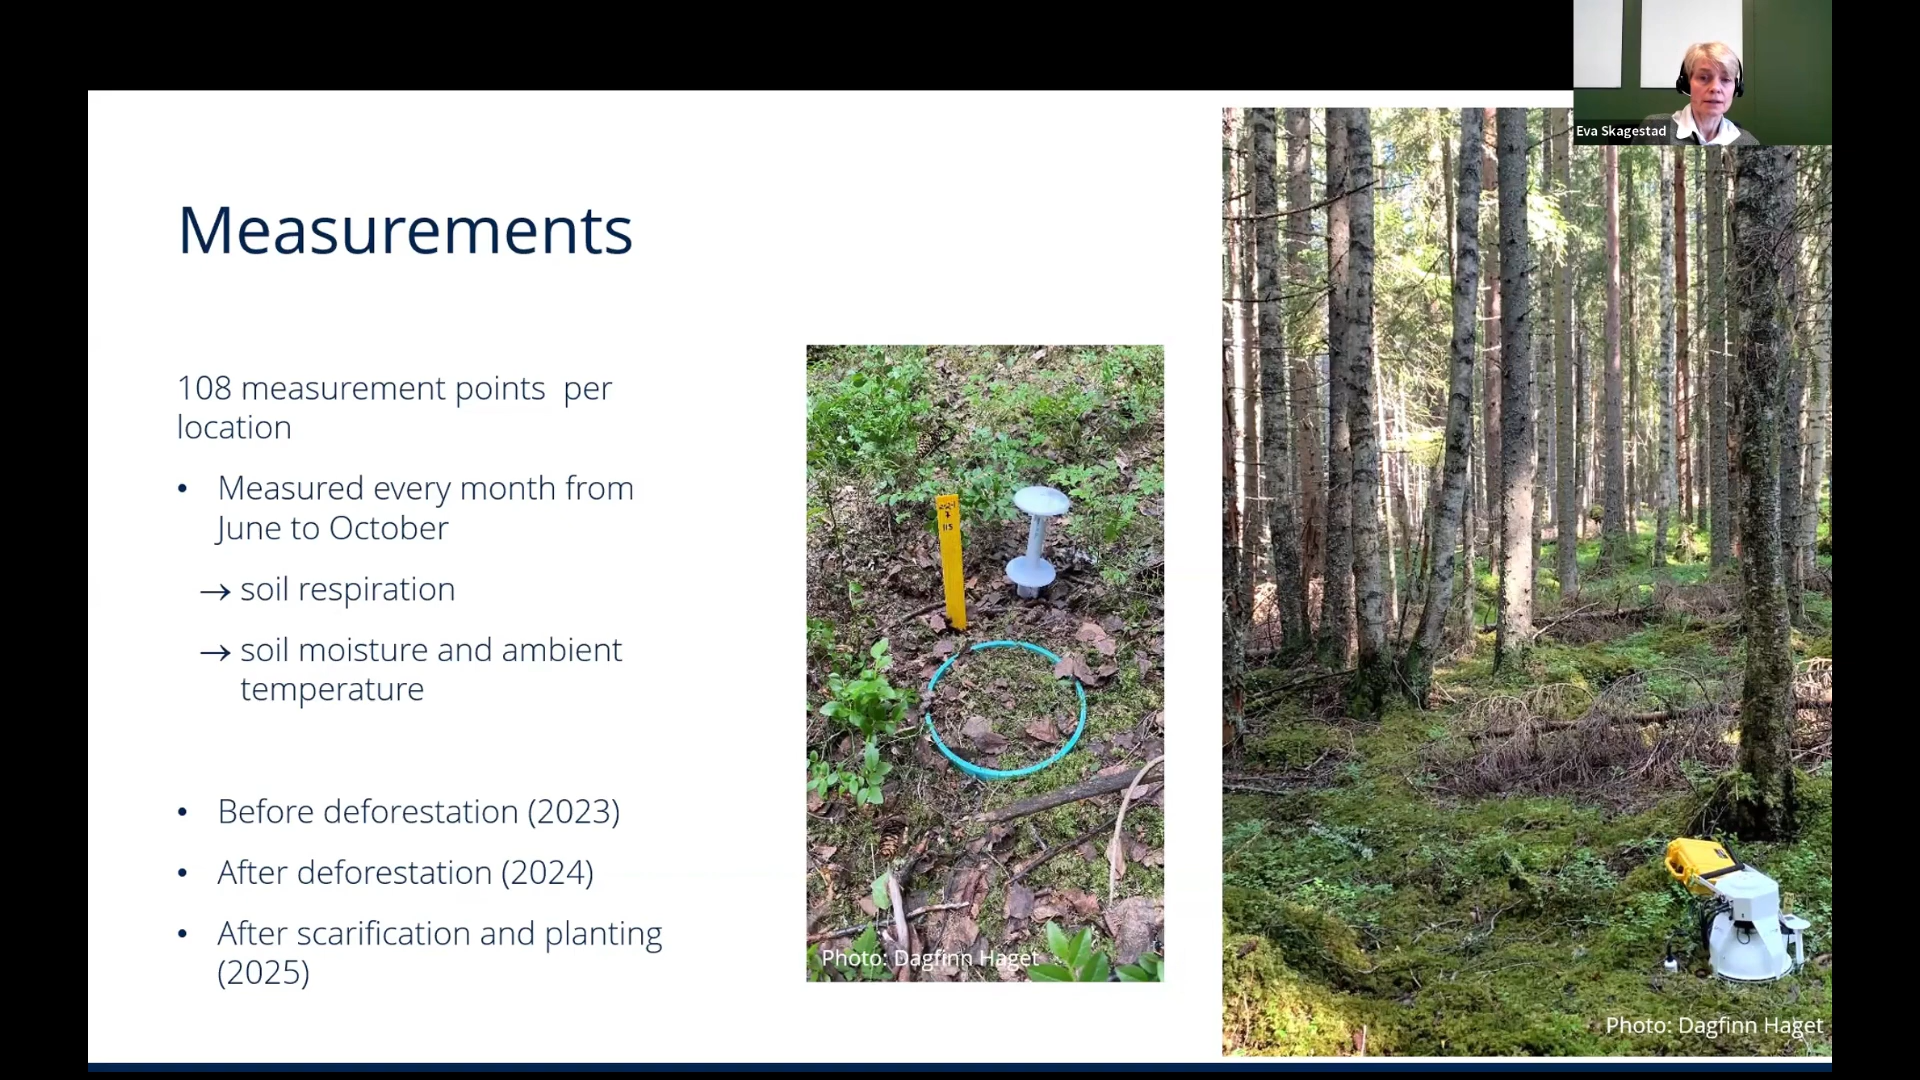 Eva Skagestad
Measurements
108 measurement points per
location
• Measured every month from
June to October
→ soil respiration
→ soil moisture and ambient
temperature
• Before deforestation (2023)
• After deforestation (2024)
• After scarification and planting
(2025)
115
Photo: Dagfinn Haget
Photo: Dagfinn Haget